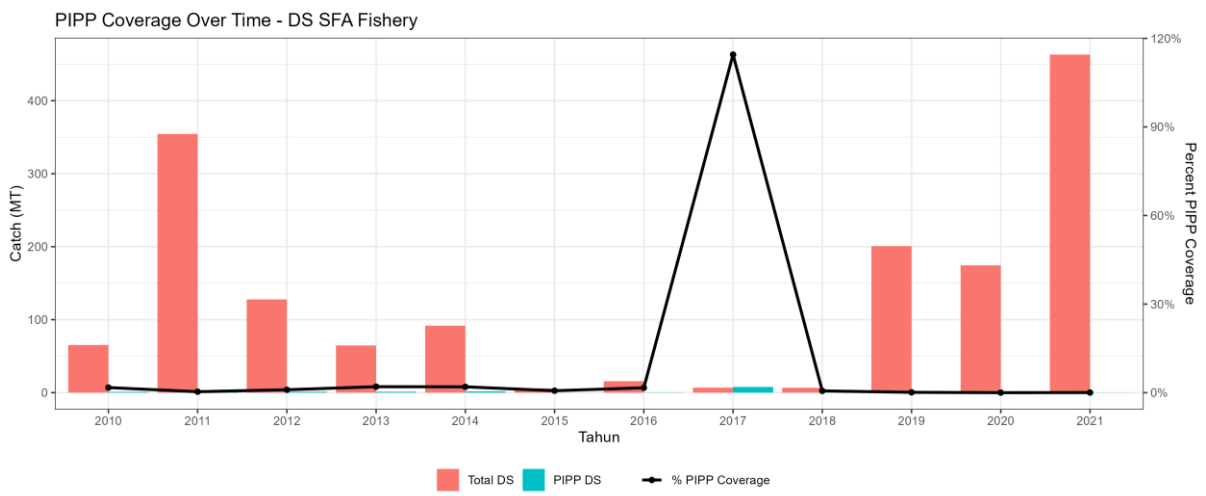 PIPP Coverage Over Time - DS SFA Fishery
Catch (MT)
400
300
200
100
0
120%
90%
60%
30%
0%
Percent PIPP Coverage
2010 2011 2012 2013 2014 2015 2016 2017 2018 2019 2020 2021
Tahun
Total DS PIPP DS % PIPP Coverage